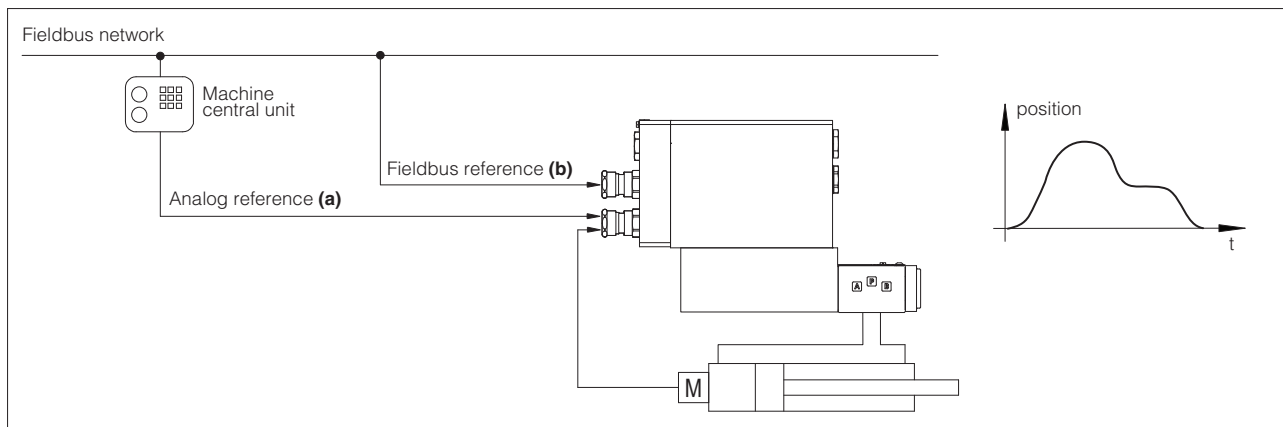 Fieldbus network
Machine
central unit
Fieldbus reference (b)
Analog reference (a)
position
t
A P B
M